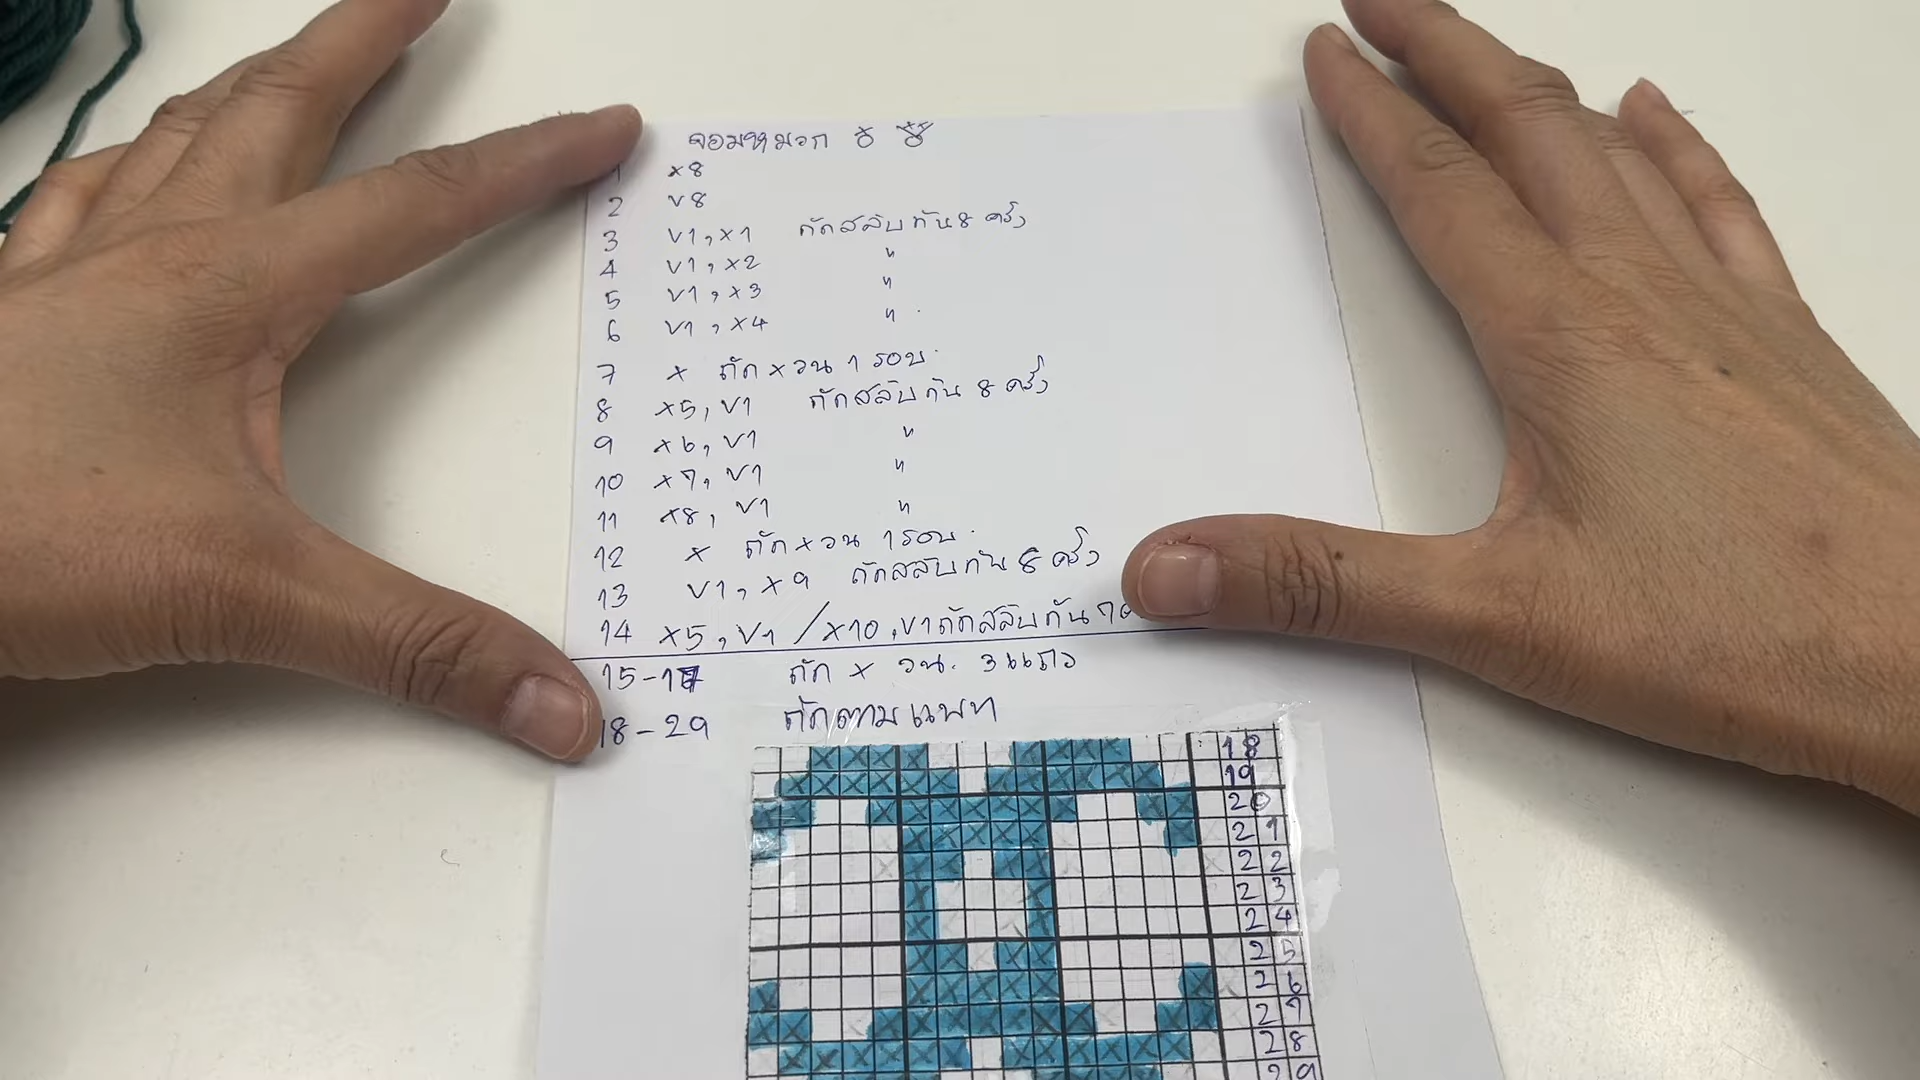 จอมหมวก
1 x8
2 v8
3 v1, x1 ถักสลับกัน 8 ครั้ง
4 v1, x2 "
5 v1, x3 "
6 v1, x4 "
7 x ถัก x วน 1 รอบ
8 x5, v1 ถักสลับกัน 8 ครั้ง
9 x6, v1 "
10 x7, v1 "
11 x8, v1 "
12 x ถัก x วน 1 รอบ
13 v1, x9 ถักสลับกัน 8 ครั้ง
14 x5, v1 / x10, v1 ถักสลับกัน 7
15-17 ถัก x วน. 3 แถว
18-29 ถักตามแพท
18
19
20
21
22
23
24
25
26
27
28
29